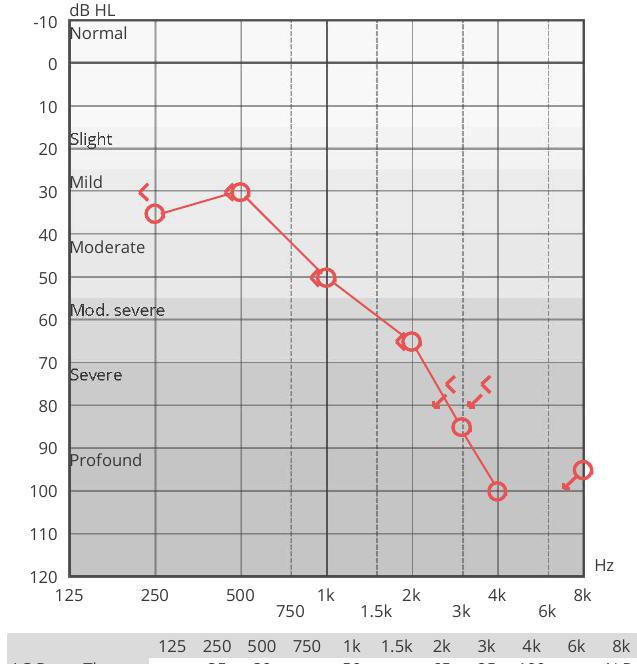 dB HL
-10
Normal
0
10
Slight
20
Mild
30
40
Moderate
50
Mod. severe
60
70
Severe
80
90
Profound
100
110
120
Hz
125 250 500 1k 2k 4k 8k
750 1.5k 3k 6k
125 250 500 750 1k 1.5k 2k 3k 4k 6k 8k